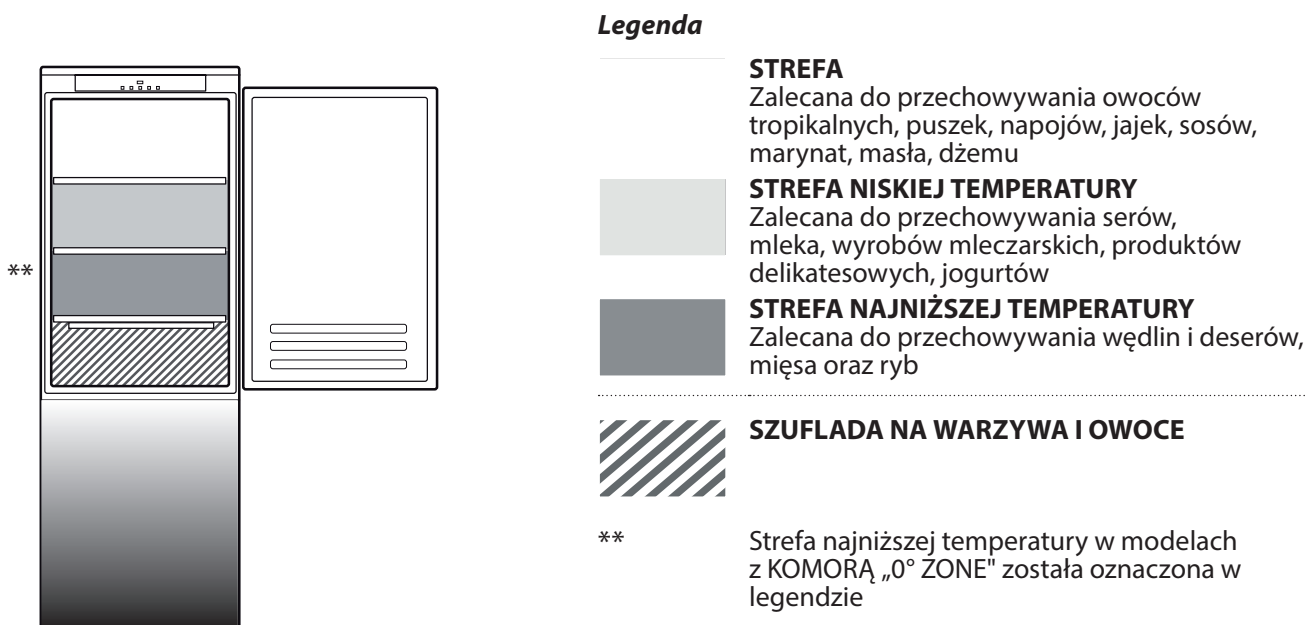 Legenda
STREFA
Zalecana do przechowywania owoców
tropikalnych, puszek, napojów, jajek, sosów,
marynat, masła, dżemu
STREFA NISKIEJ TEMPERATURY
Zalecana do przechowywania serów,
mleka, wyrobów mleczarskich, produktów
delikatesowych, jogurtów
**
STREFA NAJNIŻSZEJ TEMPERATURY
Zalecana do przechowywania wędlin i deserów,
mięsa oraz ryb
SZUFLADA NA WARZYWA I OWOCE
** Strefa najniższej temperatury w modelach
z KOMORĄ „0° ZONE" została oznaczona w
legendzie